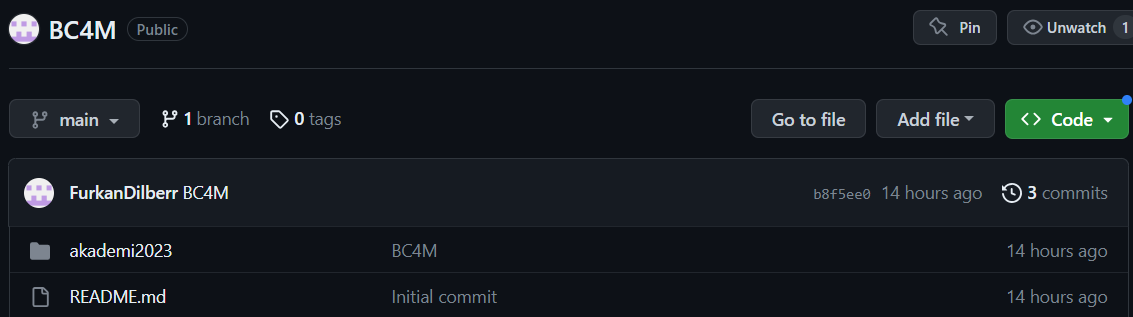 BC4M Public Pin Unwatch 1
main 1 branch 0 tags Go to file Add file Code
FurkanDilberr BC4M b8f5ee0 14 hours ago 3 commits
akademi2023 BC4M 14 hours ago
README.md Initial commit 14 hours ago